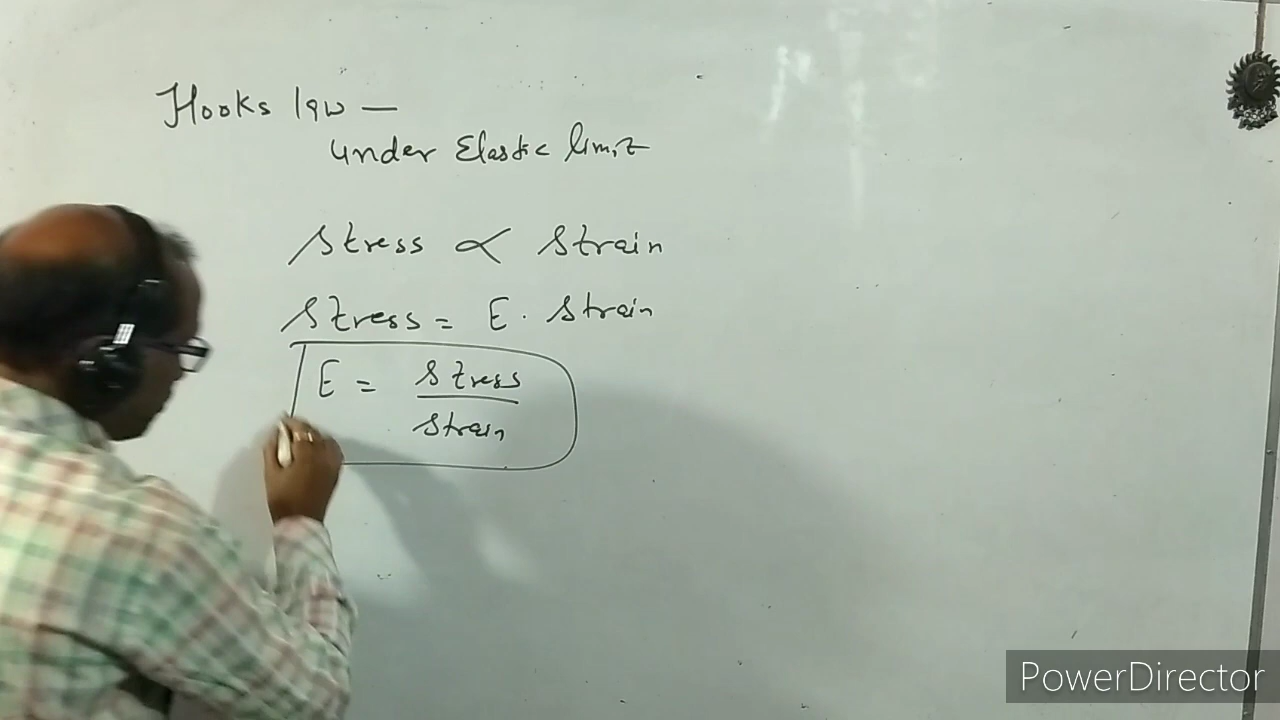 Hooks law —
under Elastic limit
Stress ∝ Strain
Stress = E . Strain
E = Stress / Strain
PowerDirector